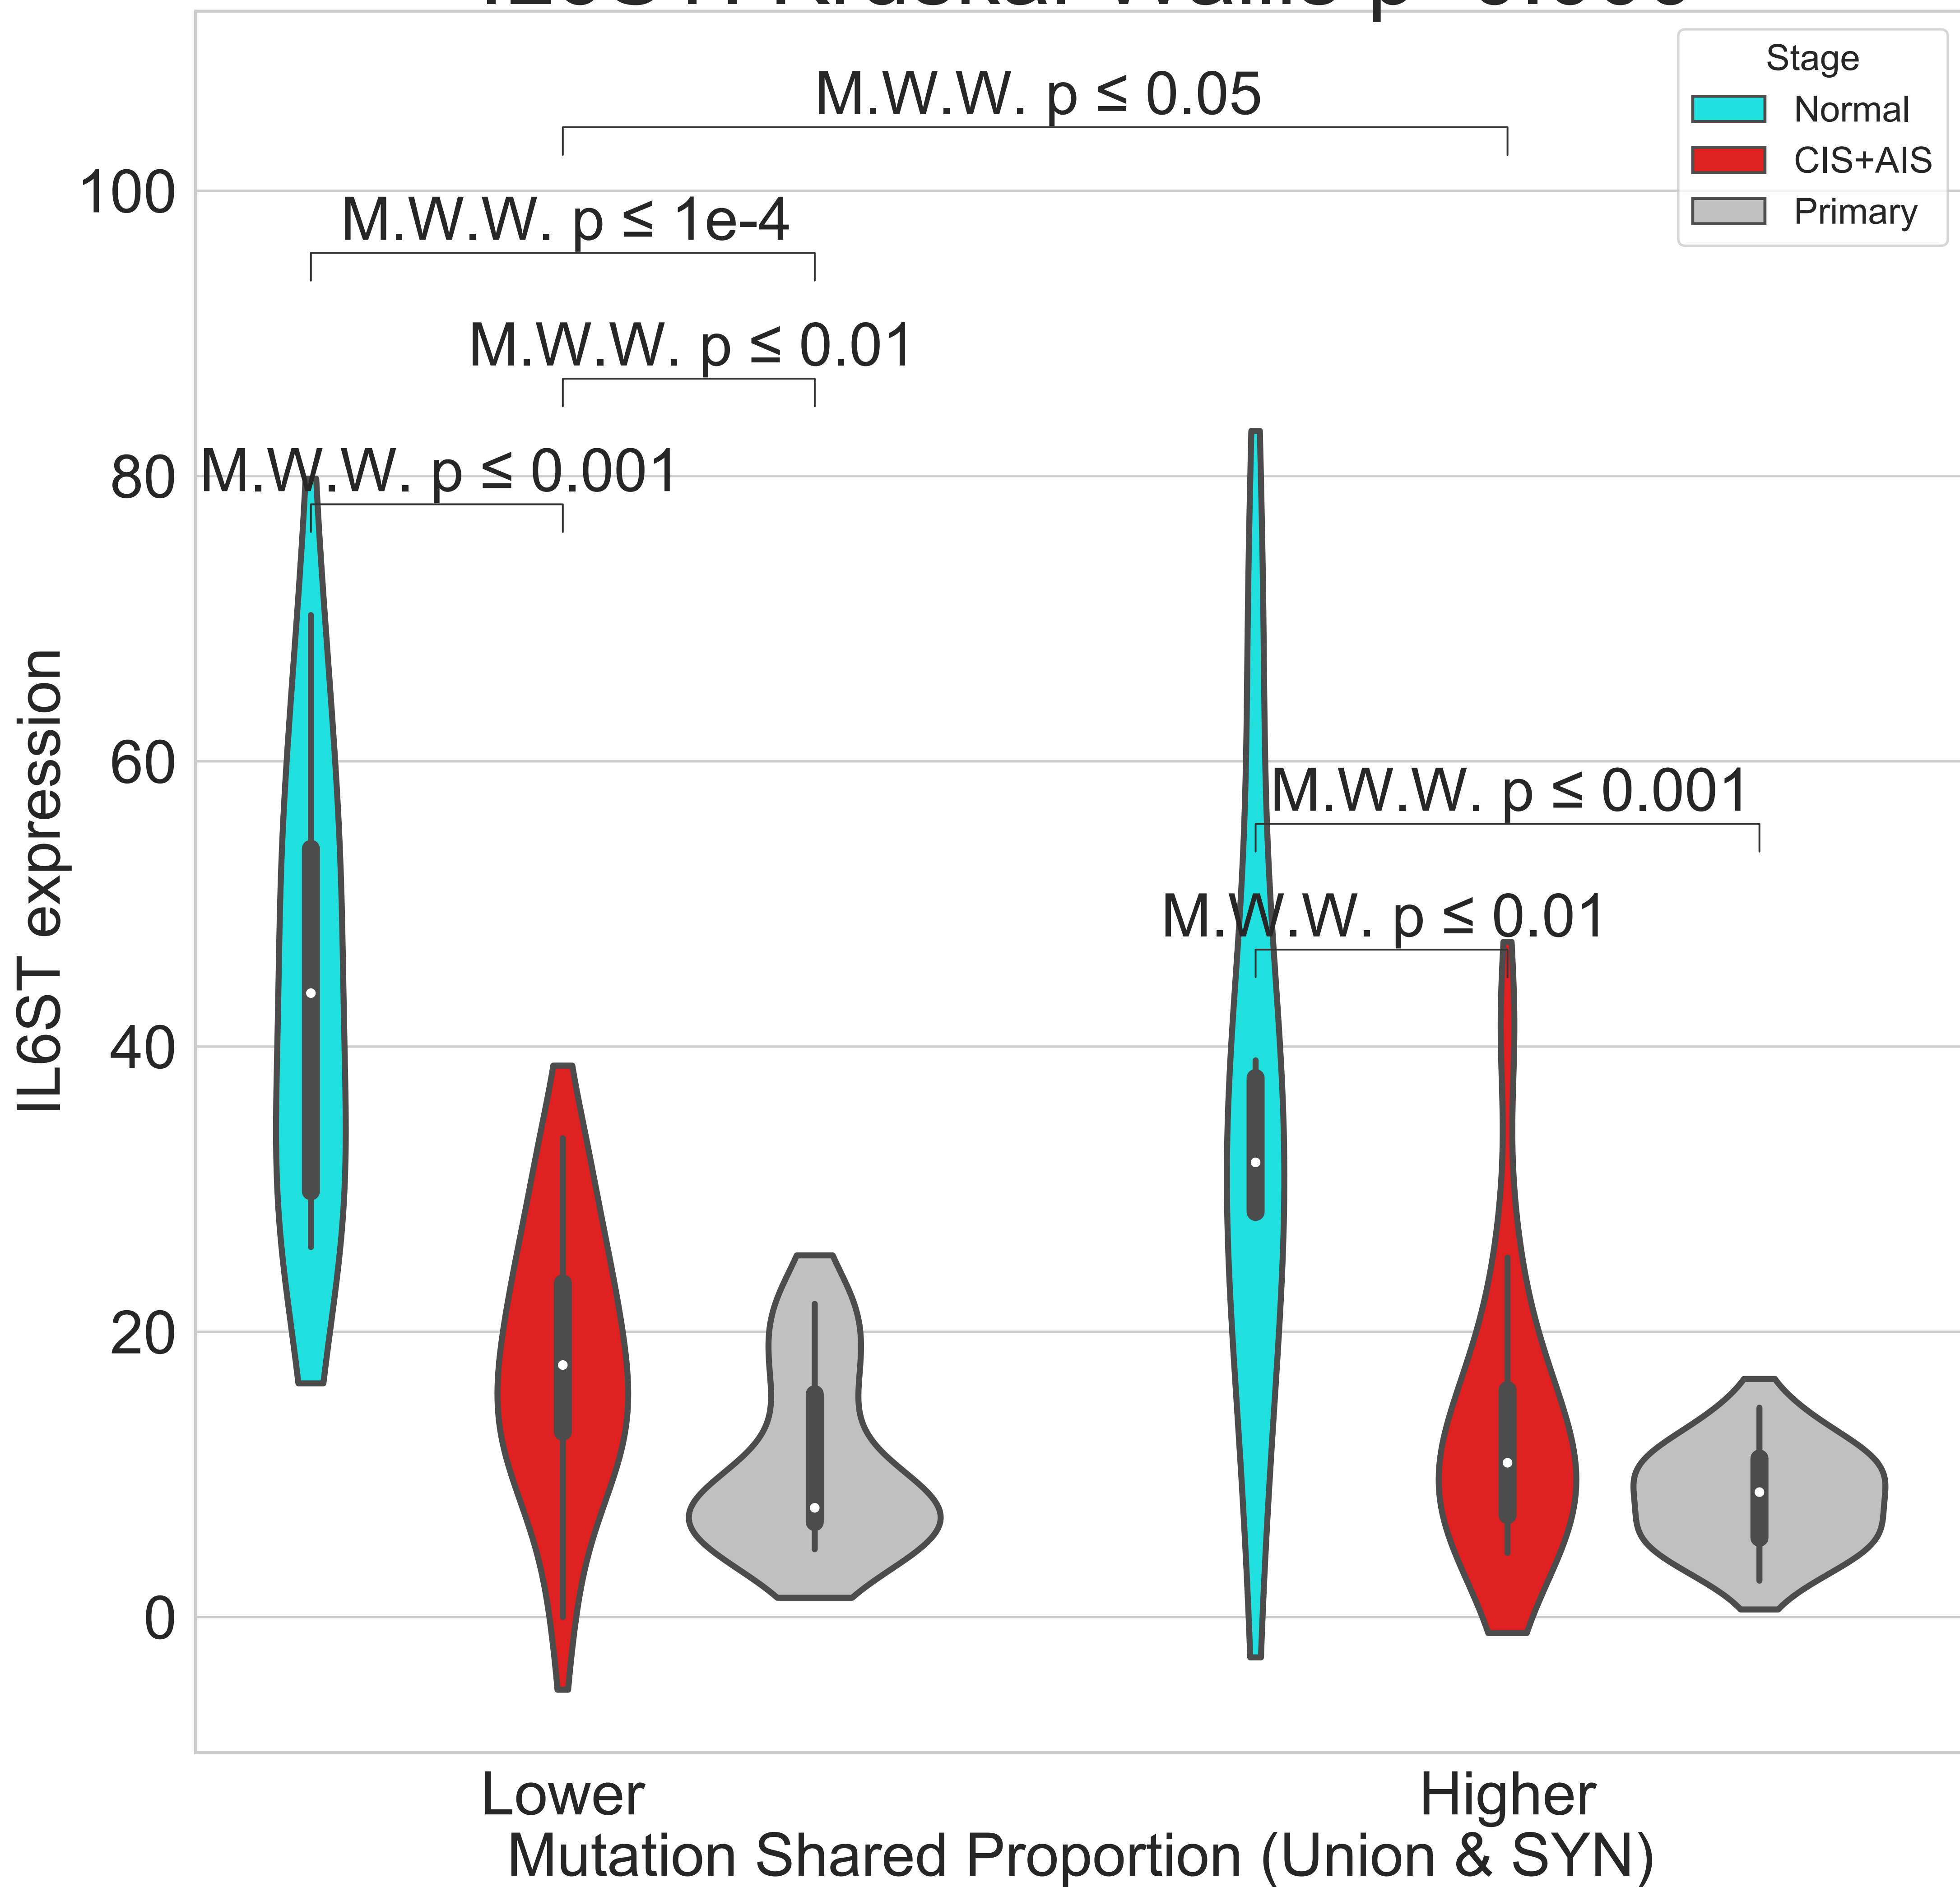 Stage
Normal
CIS+AIS
Primary
M.W.W. p ≤ 0.05
M.W.W. p ≤ 1e-4
M.W.W. p ≤ 0.01
M.W.W. p ≤ 0.001
M.W.W. p ≤ 0.001
M.W.W. p ≤ 0.01
100
80
60
40
20
0
IL6ST expression
Lower
Higher
Mutation Shared Proportion (Union & SYN)